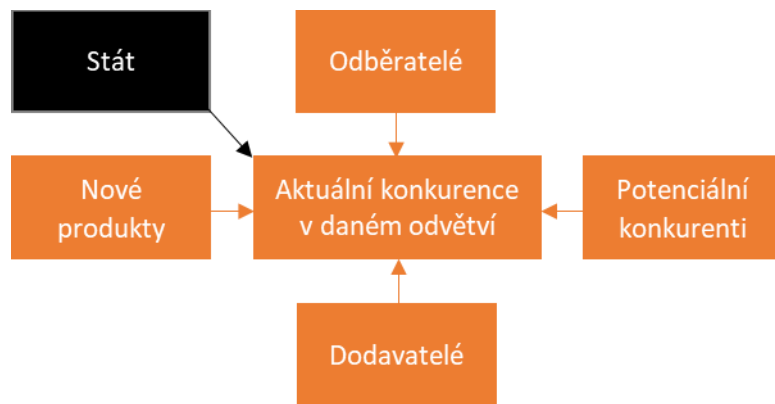 Stát
Odběratelé
Nové
produkty
Aktuální konkurence
v daném odvětví
Potenciální
konkurenti
Dodavatelé